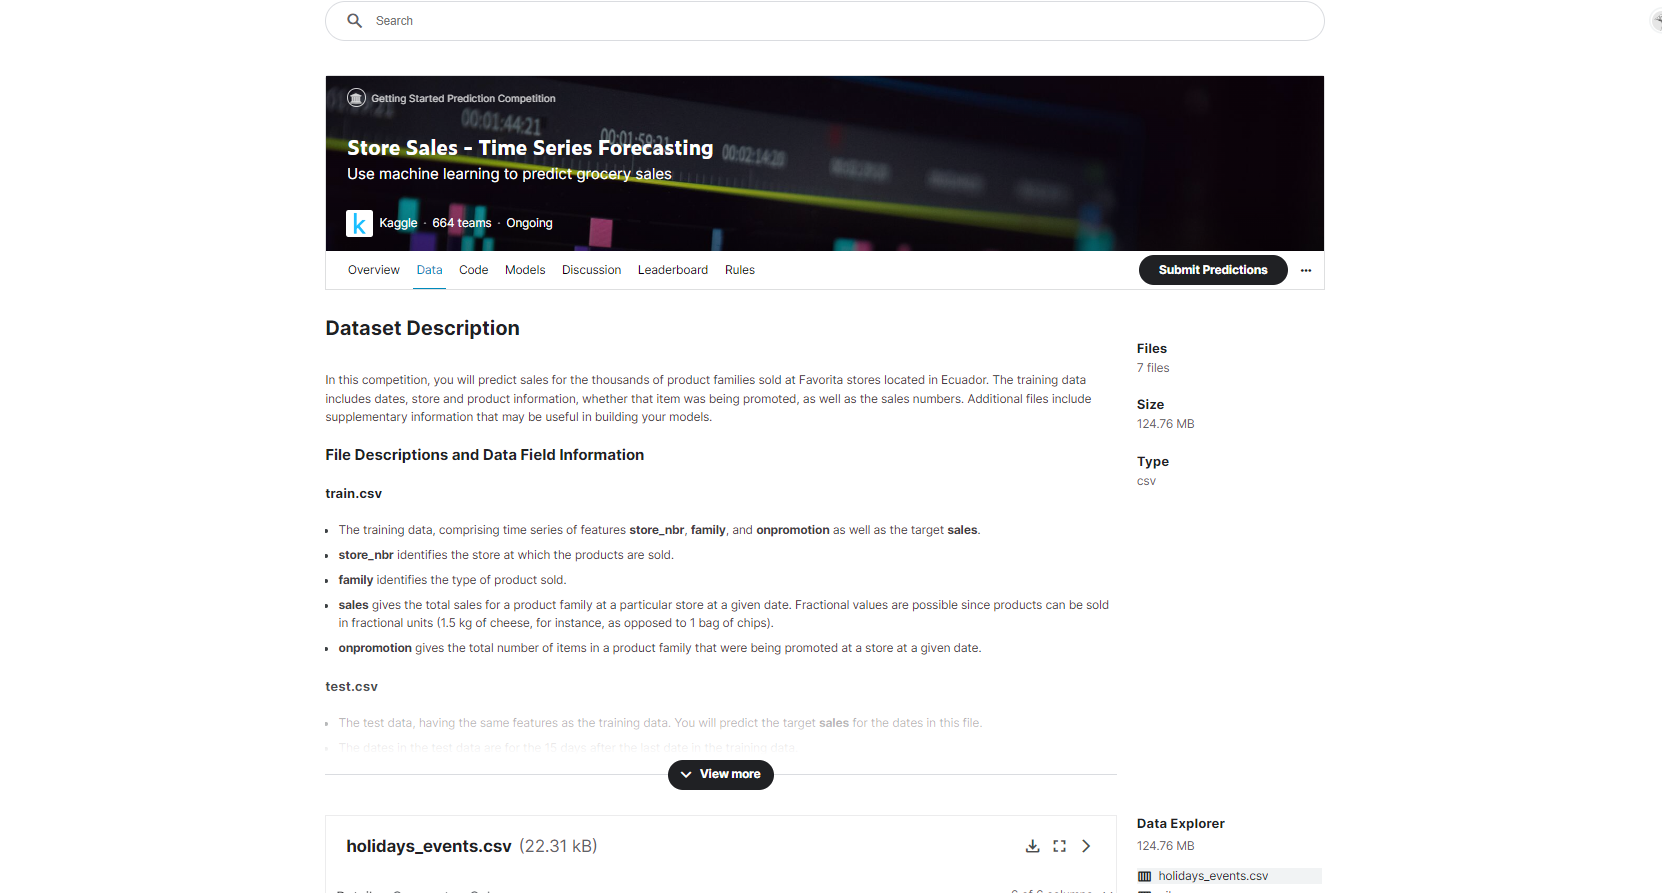 Search
Getting Started Prediction Competition
00:01:44:21
00:01:59:21
00:02:14:20
Store Sales - Time Series Forecasting
Use machine learning to predict grocery sales
k Kaggle · 664 teams · Ongoing
Overview Data Code Models Discussion Leaderboard Rules Submit Predictions
Dataset Description
In this competition, you will predict sales for the thousands of product families sold at Favorita stores located in Ecuador. The training data
includes dates, store and product information, whether that item was being promoted, as well as the sales numbers. Additional files include
supplementary information that may be useful in building your models.
File Descriptions and Data Field Information
train.csv
• The training data, comprising time series of features store_nbr, family, and onpromotion as well as the target sales.
• store_nbr identifies the store at which the products are sold.
• family identifies the type of product sold.
• sales gives the total sales for a product family at a particular store at a given date. Fractional values are possible since products can be sold
in fractional units (1.5 kg of cheese, for instance, as opposed to 1 bag of chips).
• onpromotion gives the total number of items in a product family that were being promoted at a store at a given date.
test.csv
• The test data, having the same features as the training data. You will predict the target sales for the dates in this file.
• The dates in the test data are for the 15 days after the last date in the training data.
View more
holidays_events.csv (22.31 kB)
Files
7 files
Size
124.76 MB
Type
csv
Data Explorer
124.76 MB
holidays_events.csv